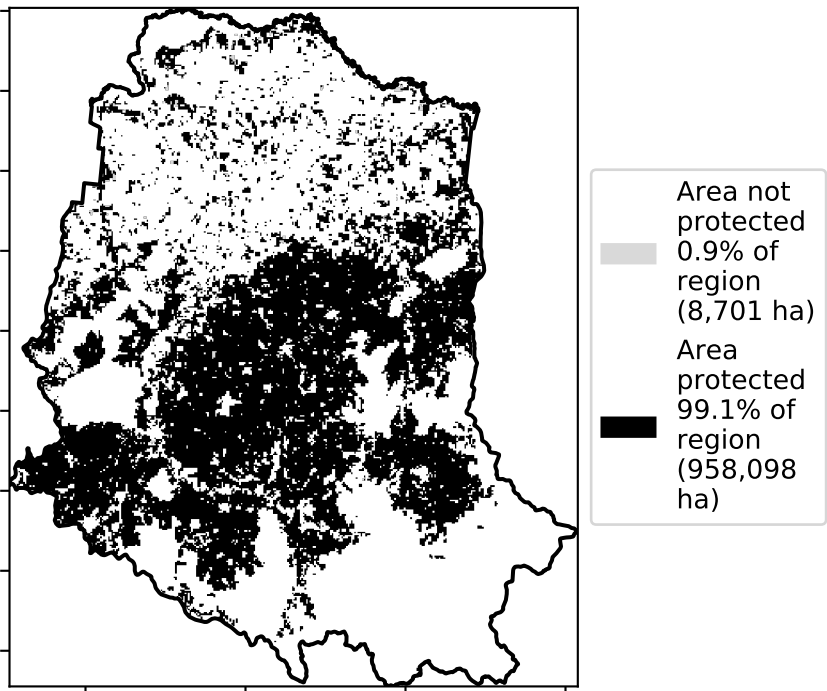 Area not
protected
0.9% of
region
(8,701 ha)
Area
protected
99.1% of
region
(958,098
ha)